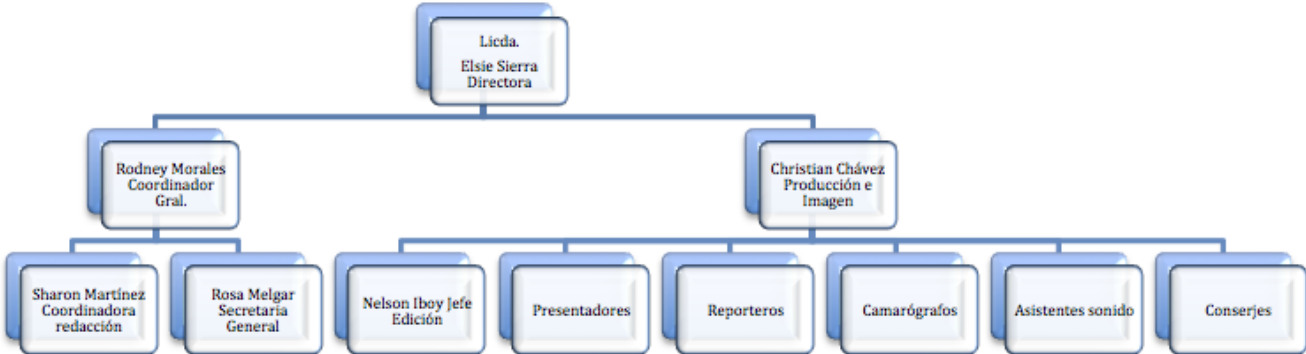 Licda.
Elsie Sierra
Directora
Rodney Morales
Coordinador
Gral.
Christian Chávez
Producción e
Imagen
Sharon Martínez
Coordinadora
redacción
Rosa Melgar
Secretaria
General
Nelson Iboy Jefe
Edición
Presentadores
Reporteros
Camarógrafos
Asistentes sonido
Conserjes